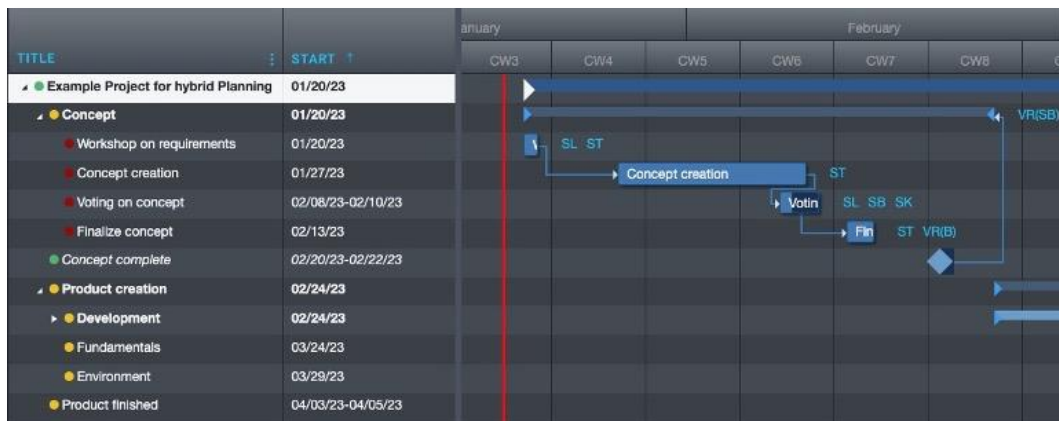 anuary February
TITLE START ↑ CW3 CW4 CW5 CW6 CW7 CW8
Example Project for hybrid Planning 01/20/23
Concept 01/20/23 VR(SB)
Workshop on requirements 01/20/23 SL ST
Concept creation 01/27/23 Concept creation ST
Voting on concept 02/08/23-02/10/23 Votin SL SB SK
Finalize concept 02/13/23 Fin ST VR(B)
Concept complete 02/20/23-02/22/23
Product creation 02/24/23
Development 02/24/23
Fundamentals 03/24/23
Environment 03/29/23
Product finished 04/03/23-04/05/23